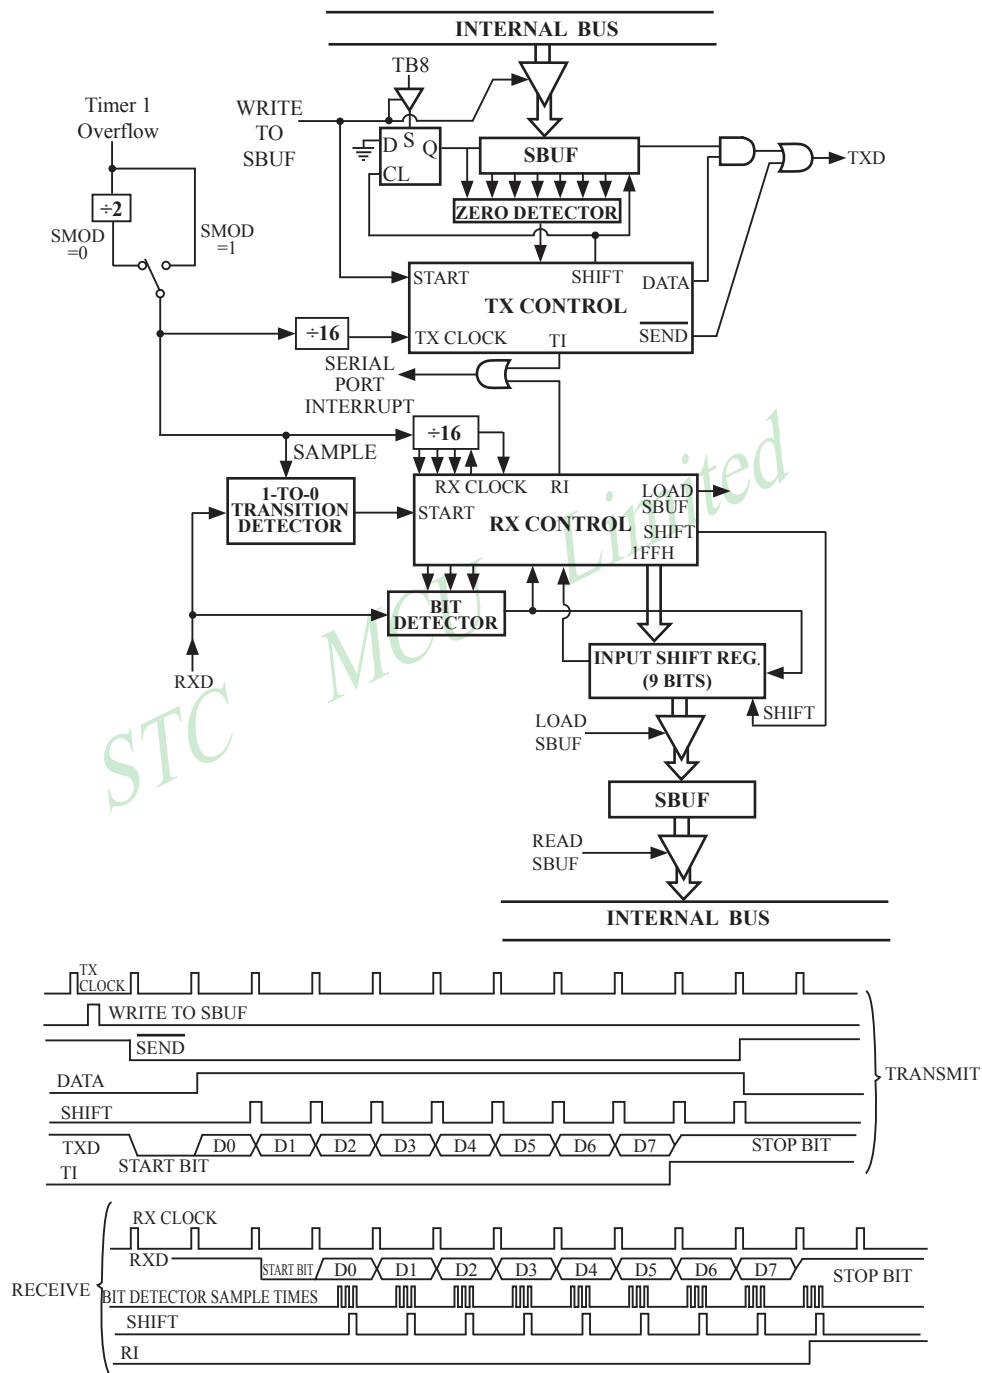 INTERNAL BUS
TB8
Timer 1
Overflow
WRITE
TO
SBUF
D S Q
CL
SBUF
TXD
÷2
ZERO DETECTOR
SMOD
=0
SMOD
=1
START
SHIFT
DATA
TX CONTROL
÷16
TX CLOCK
TI
SEND
SERIAL
PORT
INTERRUPT
÷16
SAMPLE
1-TO-0
TRANSITION
DETECTOR
RX CLOCK
RI
LOAD
SBUF
START
RX CONTROL
SHIFT
1FFH
BIT
DETECTOR
RXD
INPUT SHIFT REG.
(9 BITS)
SHIFT
LOAD
SBUF
SBUF
READ
SBUF
INTERNAL BUS
STC MCU Limited
TX
CLOCK
WRITE TO SBUF
SEND
DATA
TRANSMIT
SHIFT
TXD
START BIT
D0 D1 D2 D3 D4 D5 D6 D7
STOP BIT
TI
RX CLOCK
RXD
START BIT
D0 D1 D2 D3 D4 D5 D6 D7
STOP BIT
RECEIVE
BIT DETECTOR SAMPLE TIMES
SHIFT
RI